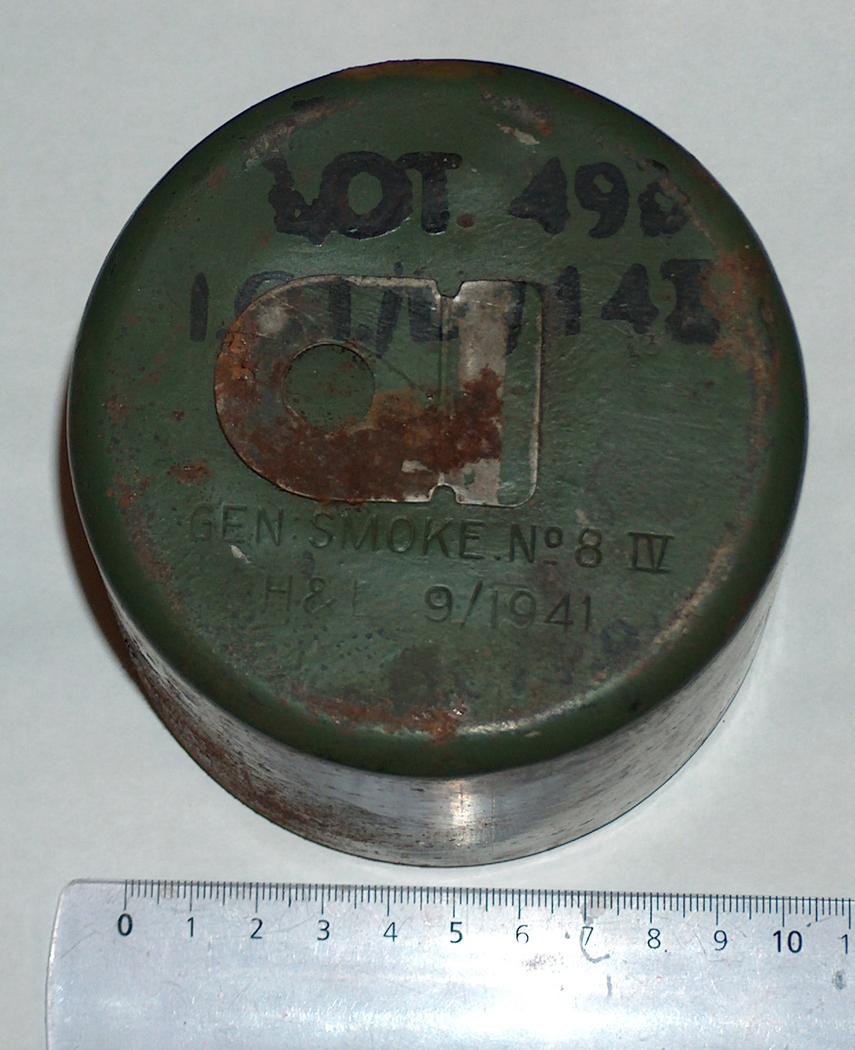 LOT. 498
GEN: SMOKE. Nº 8 IV
H & L 9/1941
0 1 2 3 4 5 6 7 8 9 10